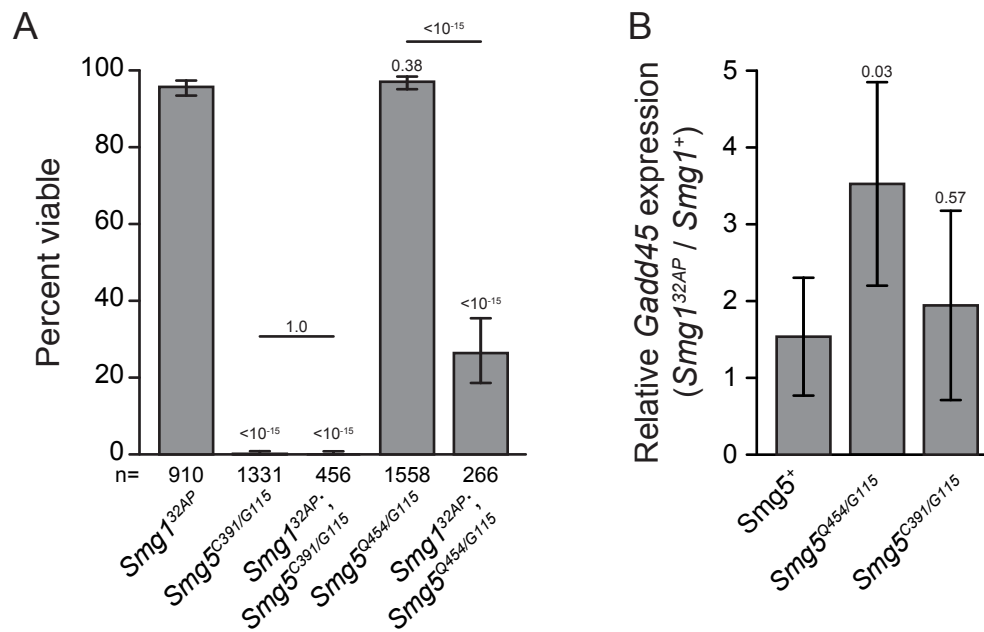 A
<10⁻¹⁵
0.38
100
80
60
40
20
0
Percent viable
1.0
<10⁻¹⁵
<10⁻¹⁵
<10⁻¹⁵
n= 910 1331 456 1558 266
Smg1³²ᴬᴾ
Smg5ᶜ³⁹¹/ᴳ¹¹⁵
Smg1³²ᴬᴾ;
Smg5ᶜ³⁹¹/ᴳ¹¹⁵
Smg5Q⁴⁵⁴/ᴳ¹¹⁵
Smg1³²ᴬᴾ;
Smg5Q⁴⁵⁴/ᴳ¹¹⁵
B
Relative Gadd45 expression
(Smg1³²ᴬᴾ / Smg1⁺)
5
4
3
2
1
0
0.03
0.57
Smg5⁺
Smg5Q⁴⁵⁴/ᴳ¹¹⁵
Smg5ᶜ³⁹¹/ᴳ¹¹⁵